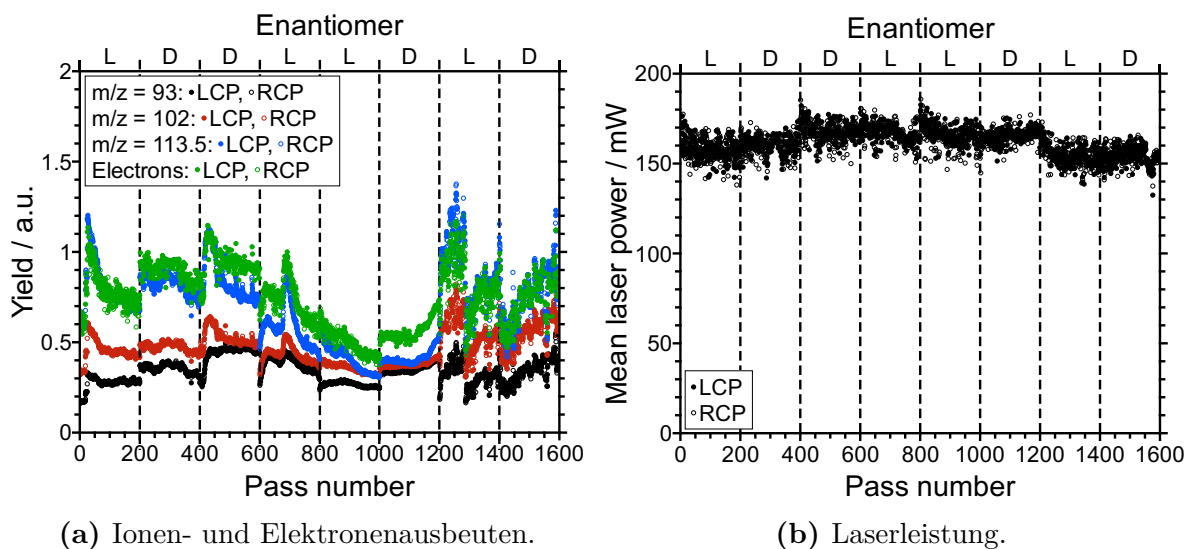 Enantiomer
L D D L L D L D
2
1.5
1
0.5
0
Yield / a.u.
m/z = 93: •LCP, ◦RCP
m/z = 102: •LCP, ◦RCP
m/z = 113.5: •LCP, ◦RCP
Electrons: •LCP, ◦RCP
0 200 400 600 800 1000 1200 1400 1600
Pass number
(a) Ionen- und Elektronenausbeuten.
Enantiomer
L D D L L D L D
200
150
100
50
0
Mean laser power / mW
•LCP
◦RCP
0 200 400 600 800 1000 1200 1400 1600
Pass number
(b) Laserleistung.